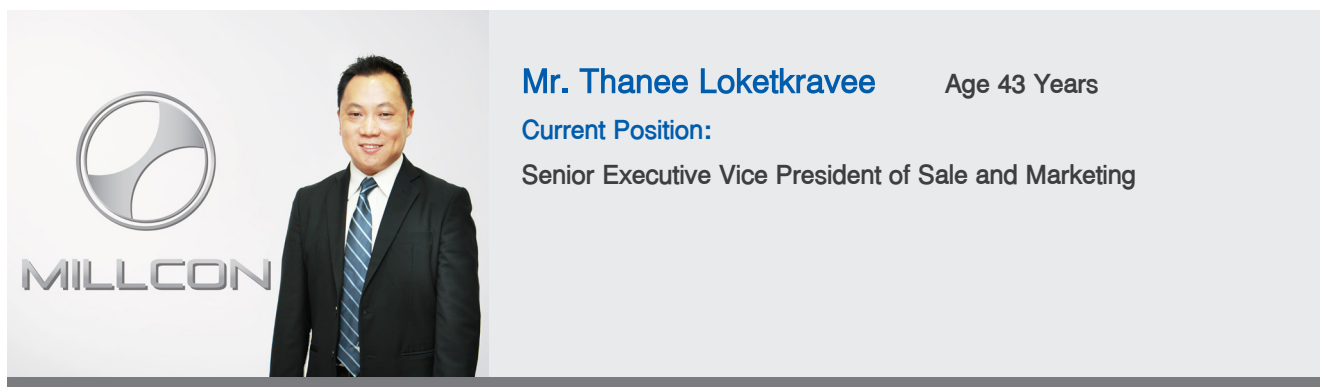 MILLCON
Mr. Thanee Loketkravee Age 43 Years
Current Position:
Senior Executive Vice President of Sale and Marketing